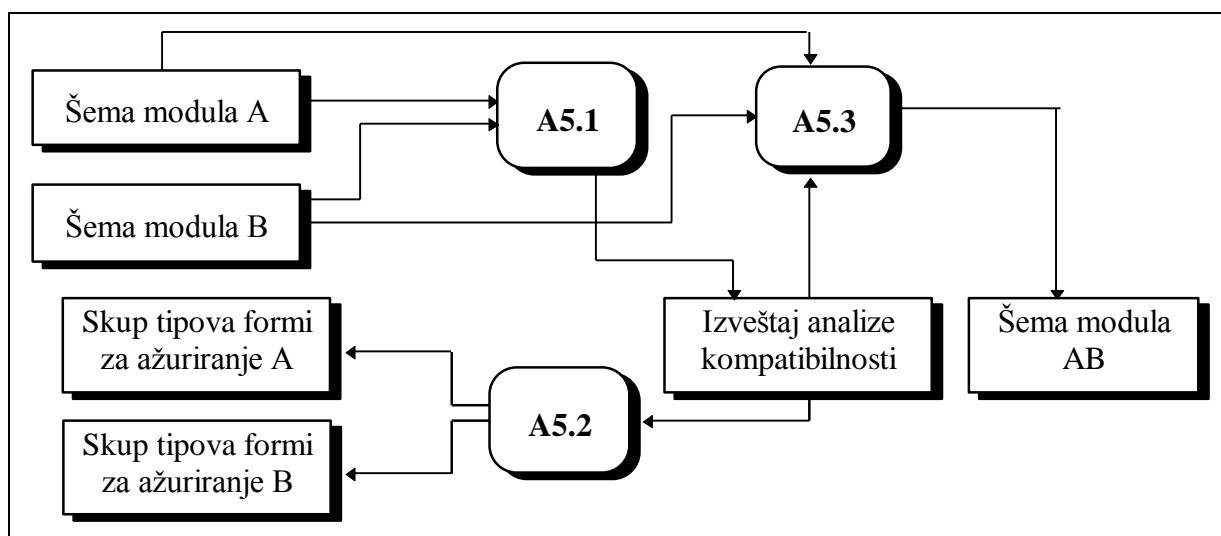 Šema modula A
A5.1
A5.3
Šema modula B
Skup tipova formi
za ažuriranje A
Izveštaj analize
kompatibilnosti
Šema modula
AB
A5.2
Skup tipova formi
za ažuriranje B